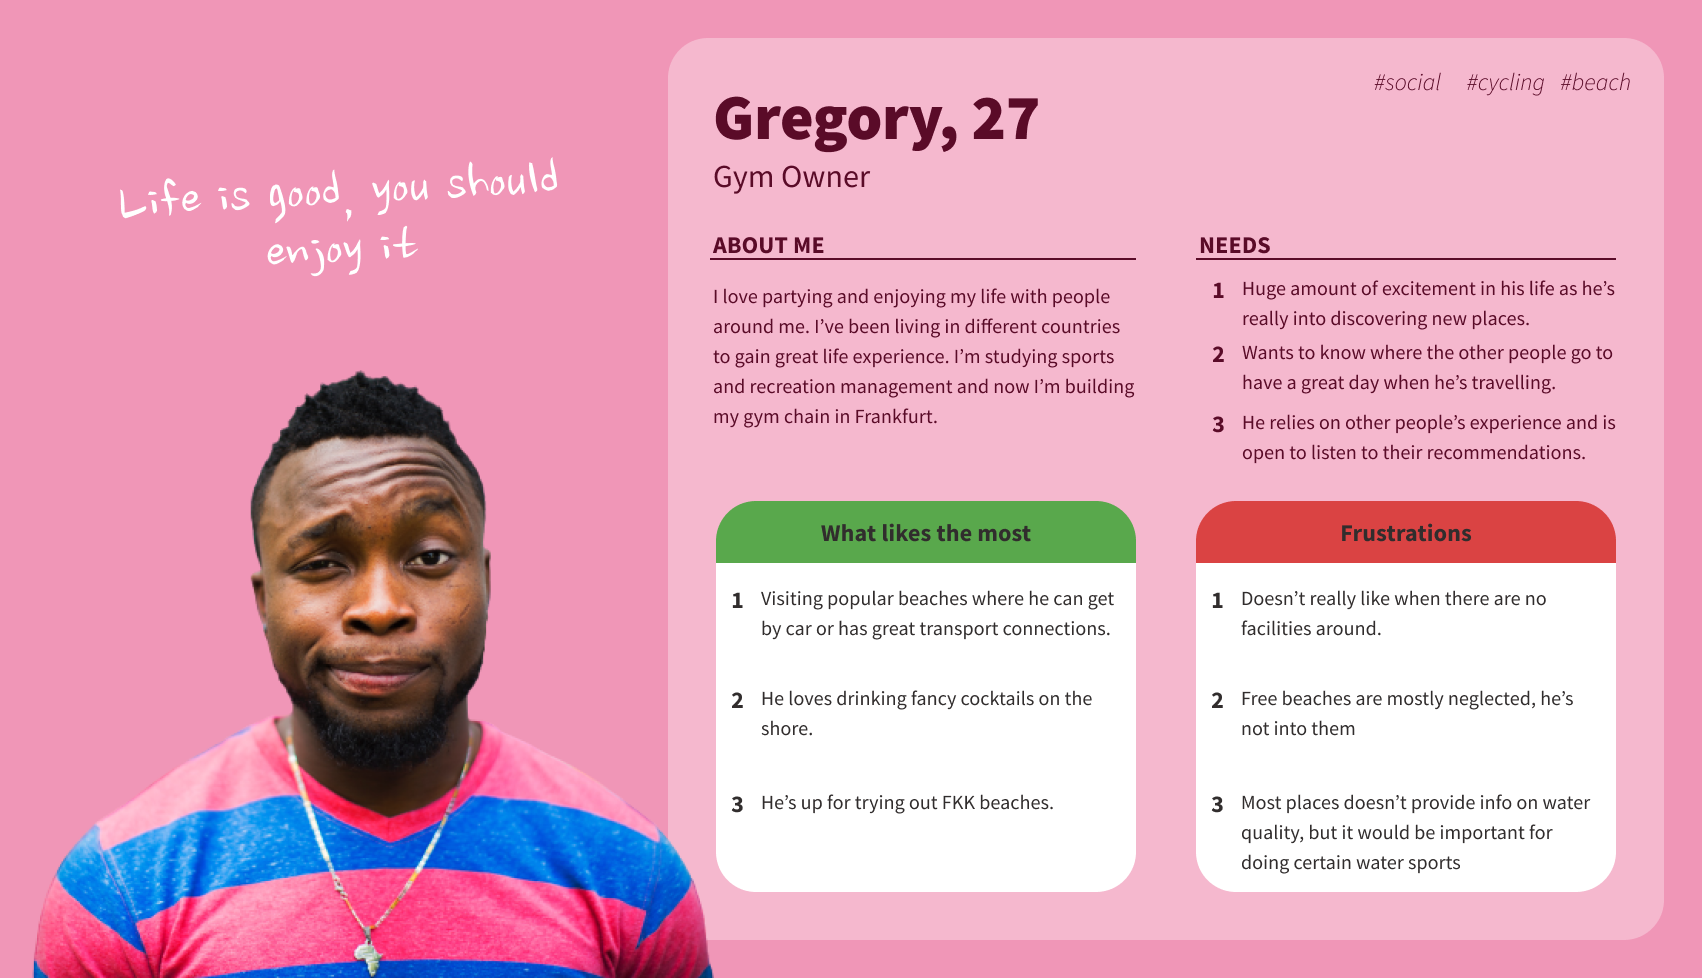 Life is good, you should
enjoy it
#social #cycling #beach
Gregory, 27
Gym Owner
ABOUT ME
I love partying and enjoying my life with people
around me. I’ve been living in different countries
to gain great life experience. I’m studying sports
and recreation management and now I’m building
my gym chain in Frankfurt.
NEEDS
1 Huge amount of excitement in his life as he’s
really into discovering new places.
2 Wants to know where the other people go to
have a great day when he’s travelling.
3 He relies on other people’s experience and is
open to listen to their recommendations.
What likes the most
1 Visiting popular beaches where he can get
by car or has great transport connections.
2 He loves drinking fancy cocktails on the
shore.
3 He’s up for trying out FKK beaches.
Frustrations
1 Doesn’t really like when there are no
facilities around.
2 Free beaches are mostly neglected, he’s
not into them
3 Most places doesn’t provide info on water
quality, but it would be important for
doing certain water sports